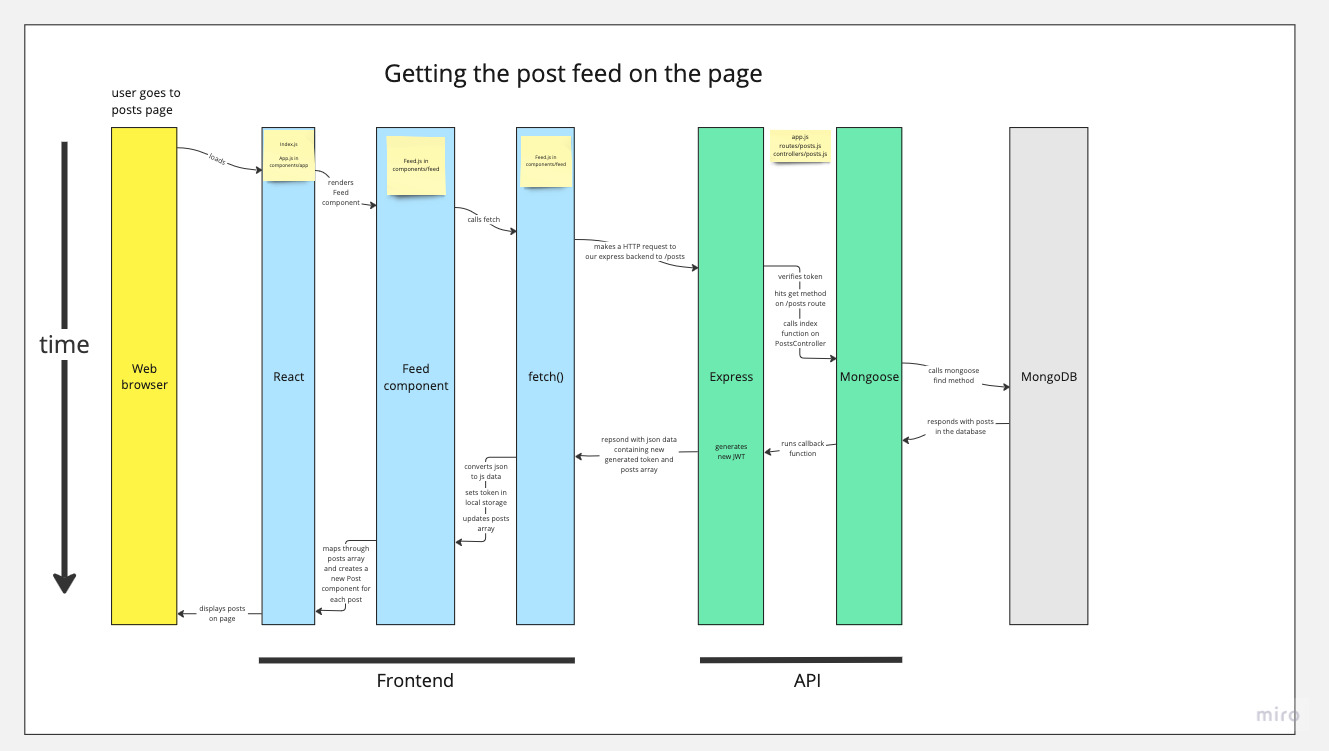 Getting the post feed on the page
user goes to
posts page
time
Web
browser
loads
Index.js
App.js in
components/app
React
renders
Feed
component
Feed.js in
components/feed
Feed
component
calls fetch
Feed.js in
components/feed
fetch()
makes a HTTP request to
our express backend to /posts
Express
app.js
routes/posts.js
controllers/posts.js
verifies token
hits get method
on /posts route
calls index
function on
PostsController
Mongoose
calls mongoose
find method
MongoDB
responds with posts
in the database
runs callback
function
generates
new JWT
repsond with json data
containing new
generated token and
posts array
converts json
to js data
sets token in
local storage
updates posts
array
maps through
posts array
and creates a
new Post
component for
each post
displays posts
on page
Frontend
API
miro